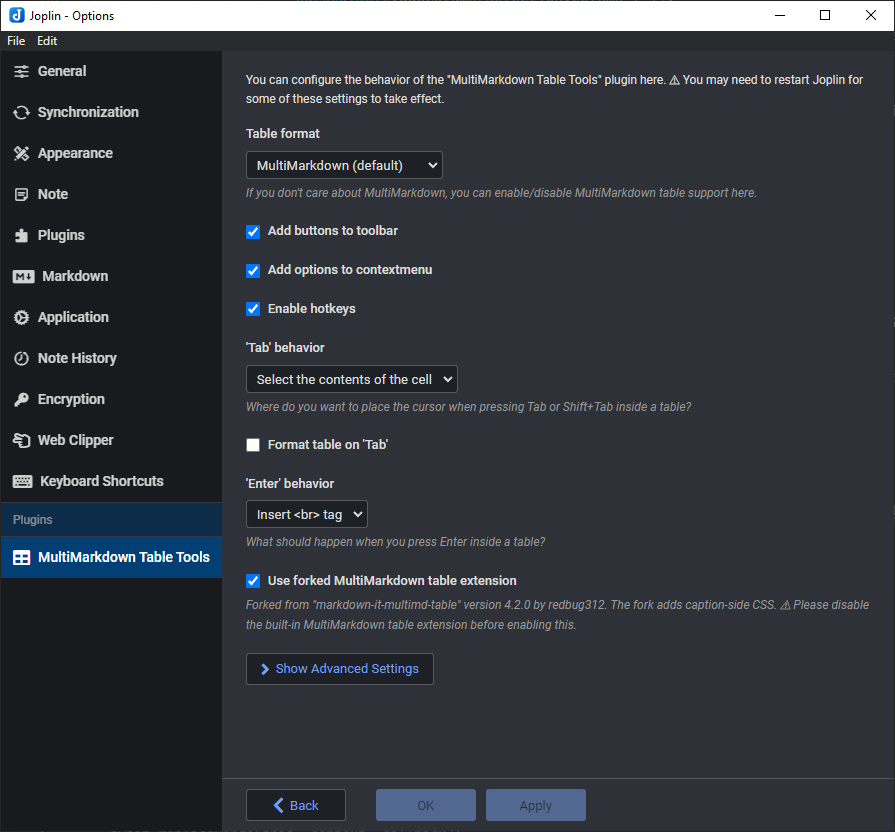 Joplin - Options
File Edit
General
Synchronization
Appearance
Note
Plugins
Markdown
Application
Note History
Encryption
Web Clipper
Keyboard Shortcuts
Plugins
MultiMarkdown Table Tools
You can configure the behavior of the "MultiMarkdown Table Tools" plugin here. ⚠ You may need to restart Joplin for
some of these settings to take effect.
Table format
MultiMarkdown (default)
If you don't care about MultiMarkdown, you can enable/disable MultiMarkdown table support here.
Add buttons to toolbar
Add options to contextmenu
Enable hotkeys
'Tab' behavior
Select the contents of the cell
Where do you want to place the cursor when pressing Tab or Shift+Tab inside a table?
Format table on 'Tab'
'Enter' behavior
Insert <br> tag
What should happen when you press Enter inside a table?
Use forked MultiMarkdown table extension
Forked from "markdown-it-multimd-table" version 4.2.0 by redbug312. The fork adds caption-side CSS. ⚠ Please disable
the built-in MultiMarkdown table extension before enabling this.
Show Advanced Settings
Back
OK
Apply